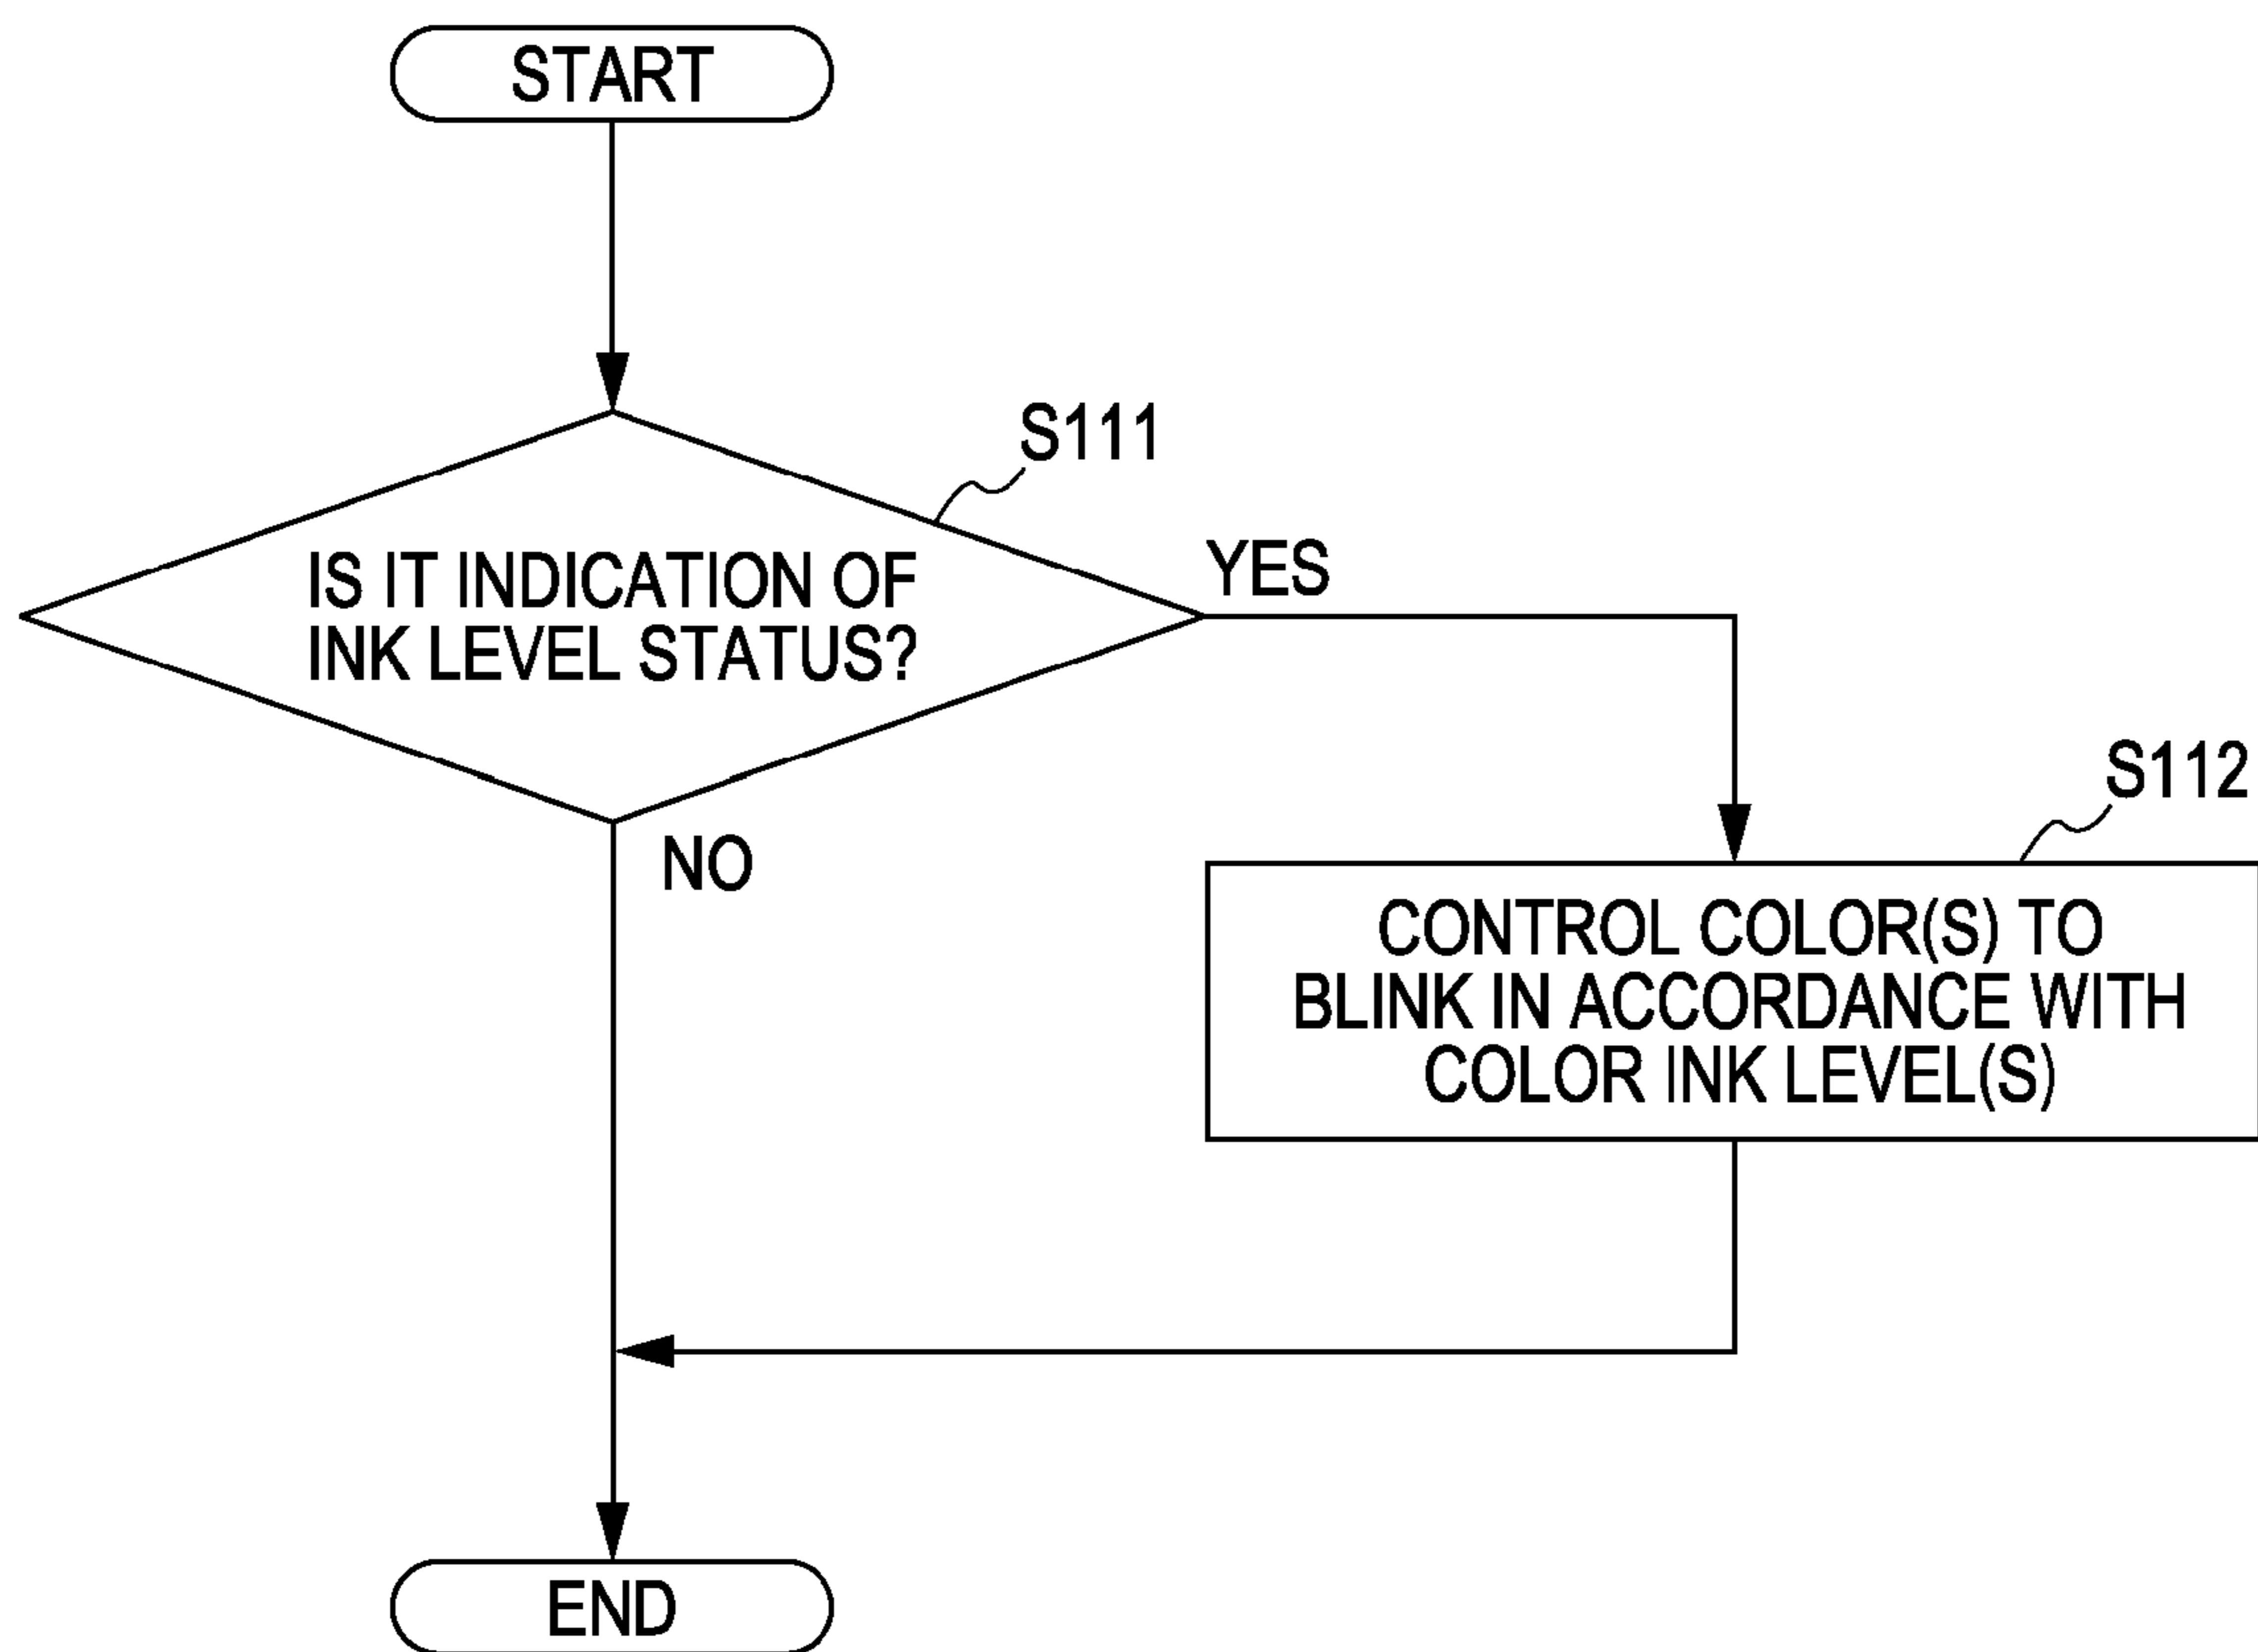 START
S111
IS IT INDICATION OF
INK LEVEL STATUS?
YES
NO
S112
CONTROL COLOR(S) TO
BLINK IN ACCORDANCE WITH
COLOR INK LEVEL(S)
END